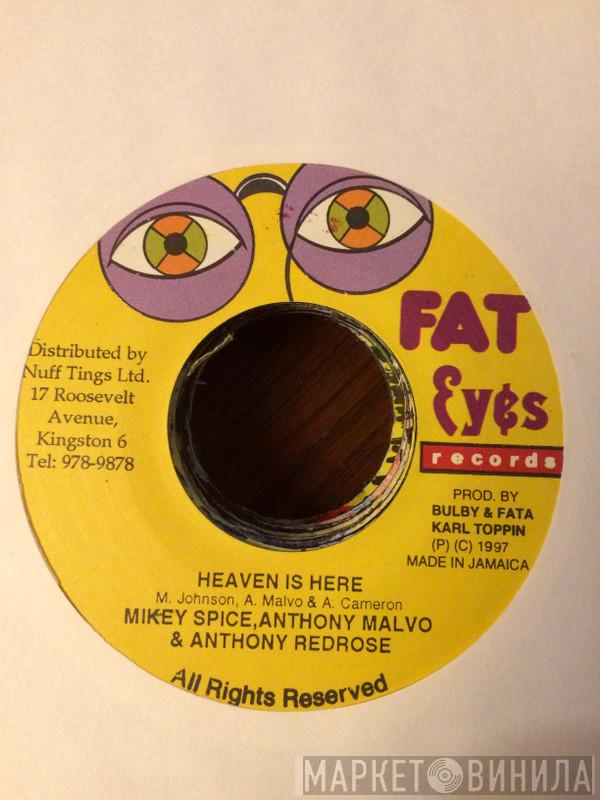 FAT
Eyes
records
Distributed by
Nuff Tings Ltd.
17 Roosevelt
Avenue,
Kingston 6
Tel: 978-9878
PROD. BY
BULBY & FATA
KARL TOPPIN
(P) (C) 1997
MADE IN JAMAICA
HEAVEN IS HERE
M. Johnson, A. Malvo & A. Cameron
MIKEY SPICE,ANTHONY MALVO
& ANTHONY REDROSE
All Rights Reserved
МАРКЕТ ВИНИЛА